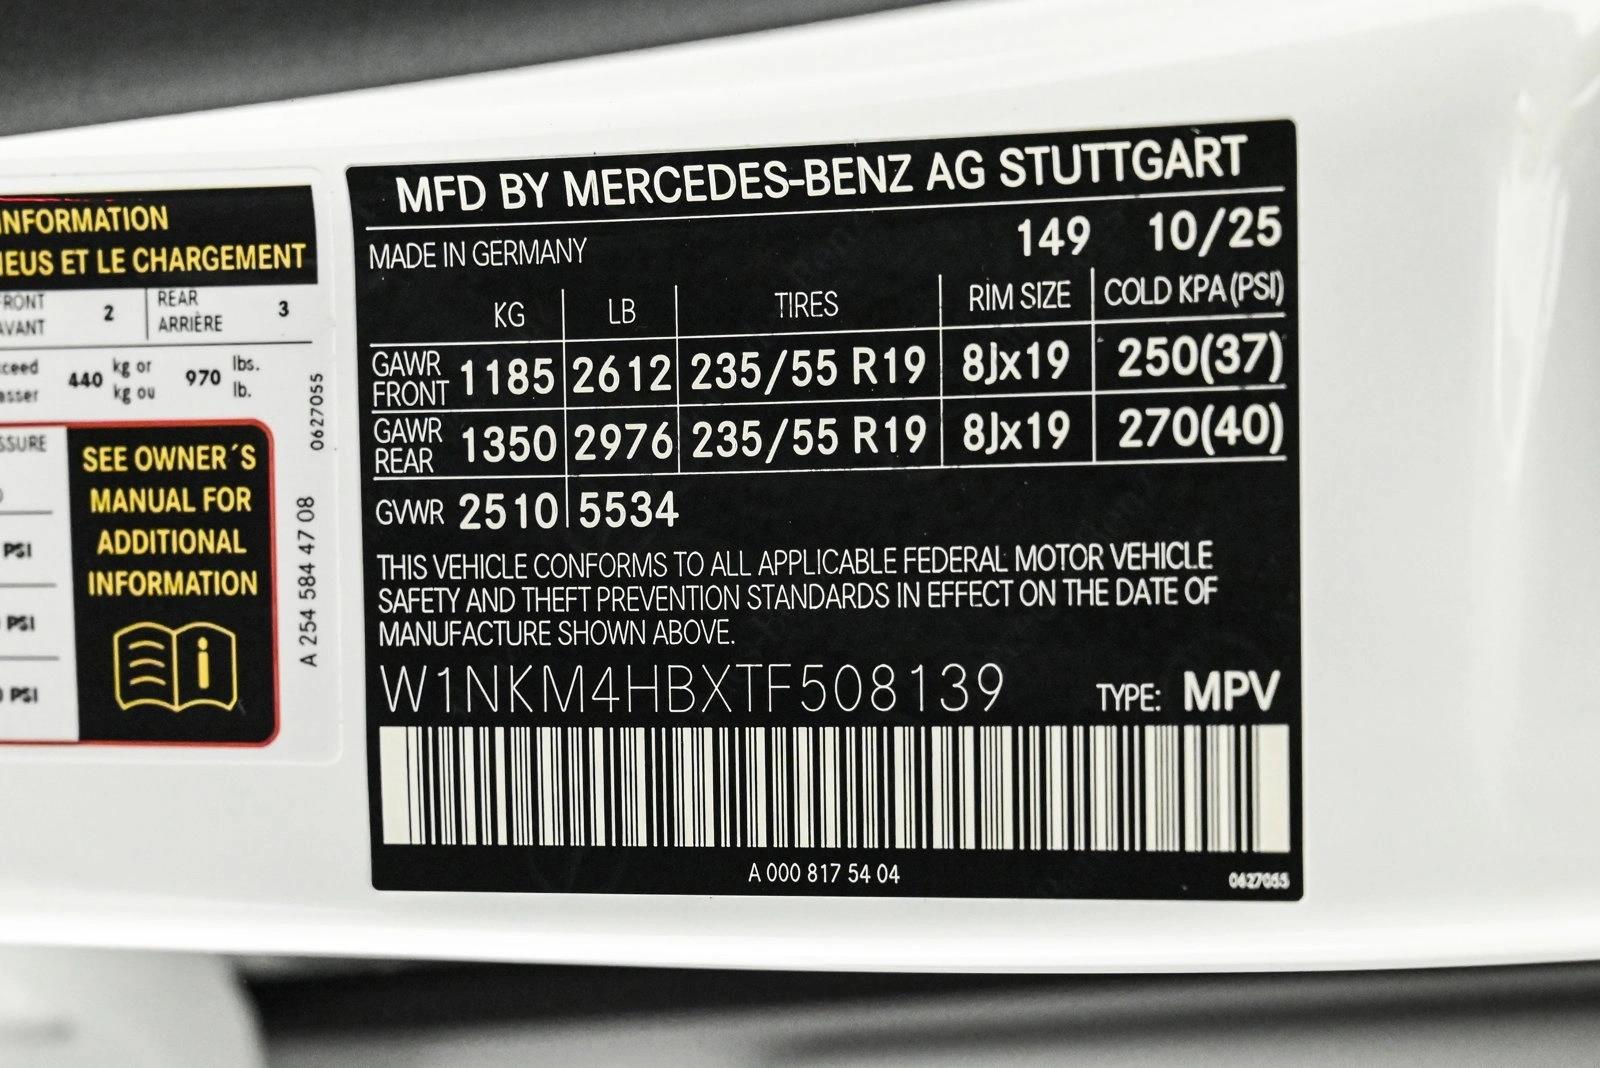 INFORMATION
NEUS ET LE CHARGEMENT
FRONT
AVANT
2
REAR
ARRIÈRE
3
440 kg or
kg ou
970 lbs.
lb.
PSI
PSI
PSI
SEE OWNER´S
MANUAL FOR
ADDITIONAL
INFORMATION
i
0627055
A 254 584 47 08
MFD BY MERCEDES-BENZ AG STUTTGART
MADE IN GERMANY 149 10/25
KG LB TIRES RIM SIZE COLD KPA (PSI)
GAWR
FRONT 1185 2612 235/55 R19 8Jx19 250(37)
GAWR
REAR 1350 2976 235/55 R19 8Jx19 270(40)
GVWR 2510 5534
THIS VEHICLE CONFORMS TO ALL APPLICABLE FEDERAL MOTOR VEHICLE
SAFETY AND THEFT PREVENTION STANDARDS IN EFFECT ON THE DATE OF
MANUFACTURE SHOWN ABOVE.
W1NKM4HBXTF508139 TYPE: MPV
A 000 817 54 04
0627055